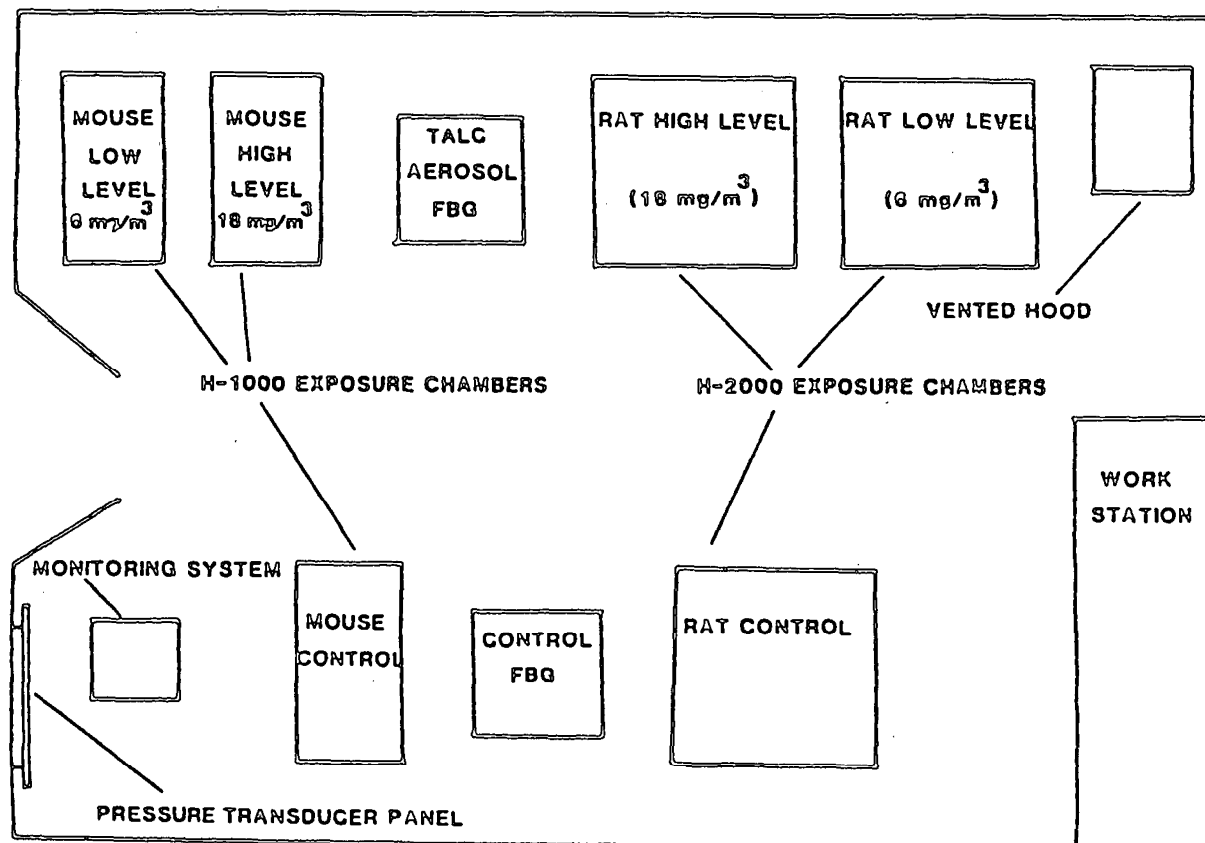 MOUSE
LOW
LEVEL
6 mg/m³
MOUSE
HIGH
LEVEL
18 mg/m³
TALC
AEROSOL
FBG
RAT HIGH LEVEL
(18 mg/m³)
RAT LOW LEVEL
(6 mg/m³)
VENTED HOOD
H-1000 EXPOSURE CHAMBERS
H-2000 EXPOSURE CHAMBERS
WORK
STATION
MONITORING SYSTEM
MOUSE
CONTROL
CONTROL
FBG
RAT CONTROL
PRESSURE TRANSDUCER PANEL